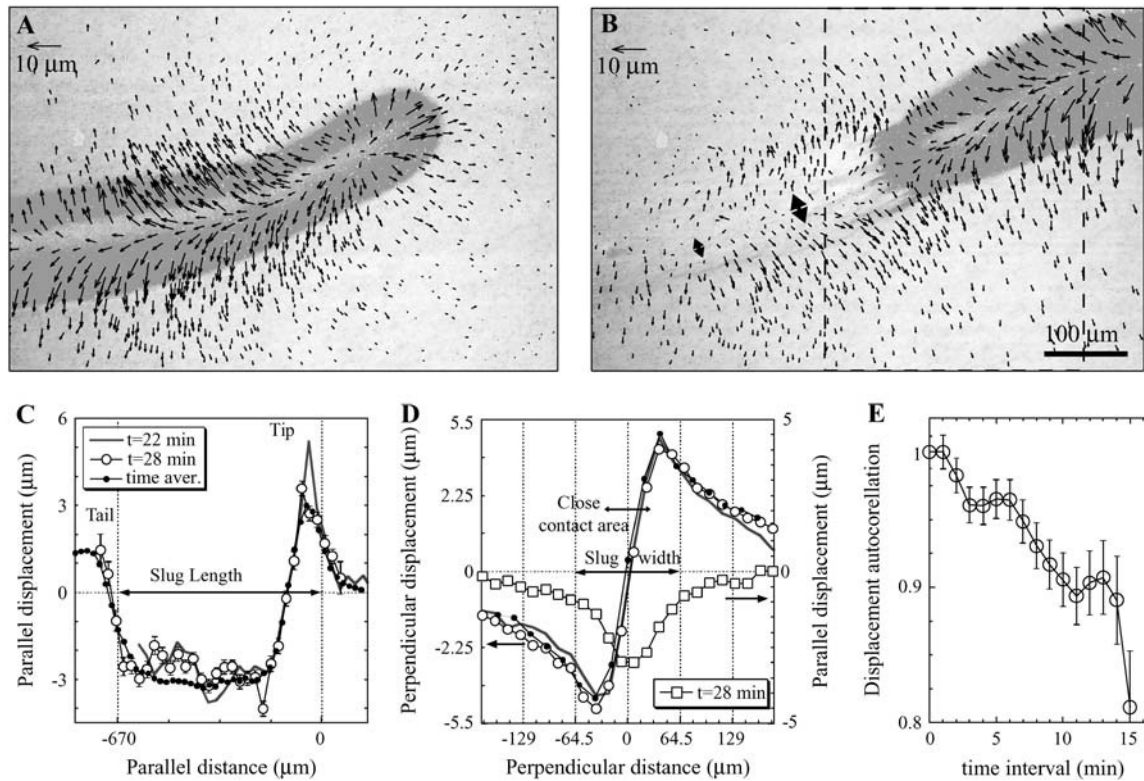 A
10 µm
B
10 µm
100 µm
C
6
3
0
-3
t=22 min
t=28 min
time aver.
Tip
Tail
Slug Length
-670
0
Parallel displacement (µm)
Parallel distance (µm)
D
5.5
2.25
0
-2.25
-5.5
5
0
-5
Close
contact area
Slug width
t=28 min
-129
-64.5
0
64.5
129
Perpendicular displacement (µm)
Parallel displacement (µm)
Perpendicular distance (µm)
E
1
0.9
0.8
0
5
10
15
Displacement autocorellation
time interval (min)